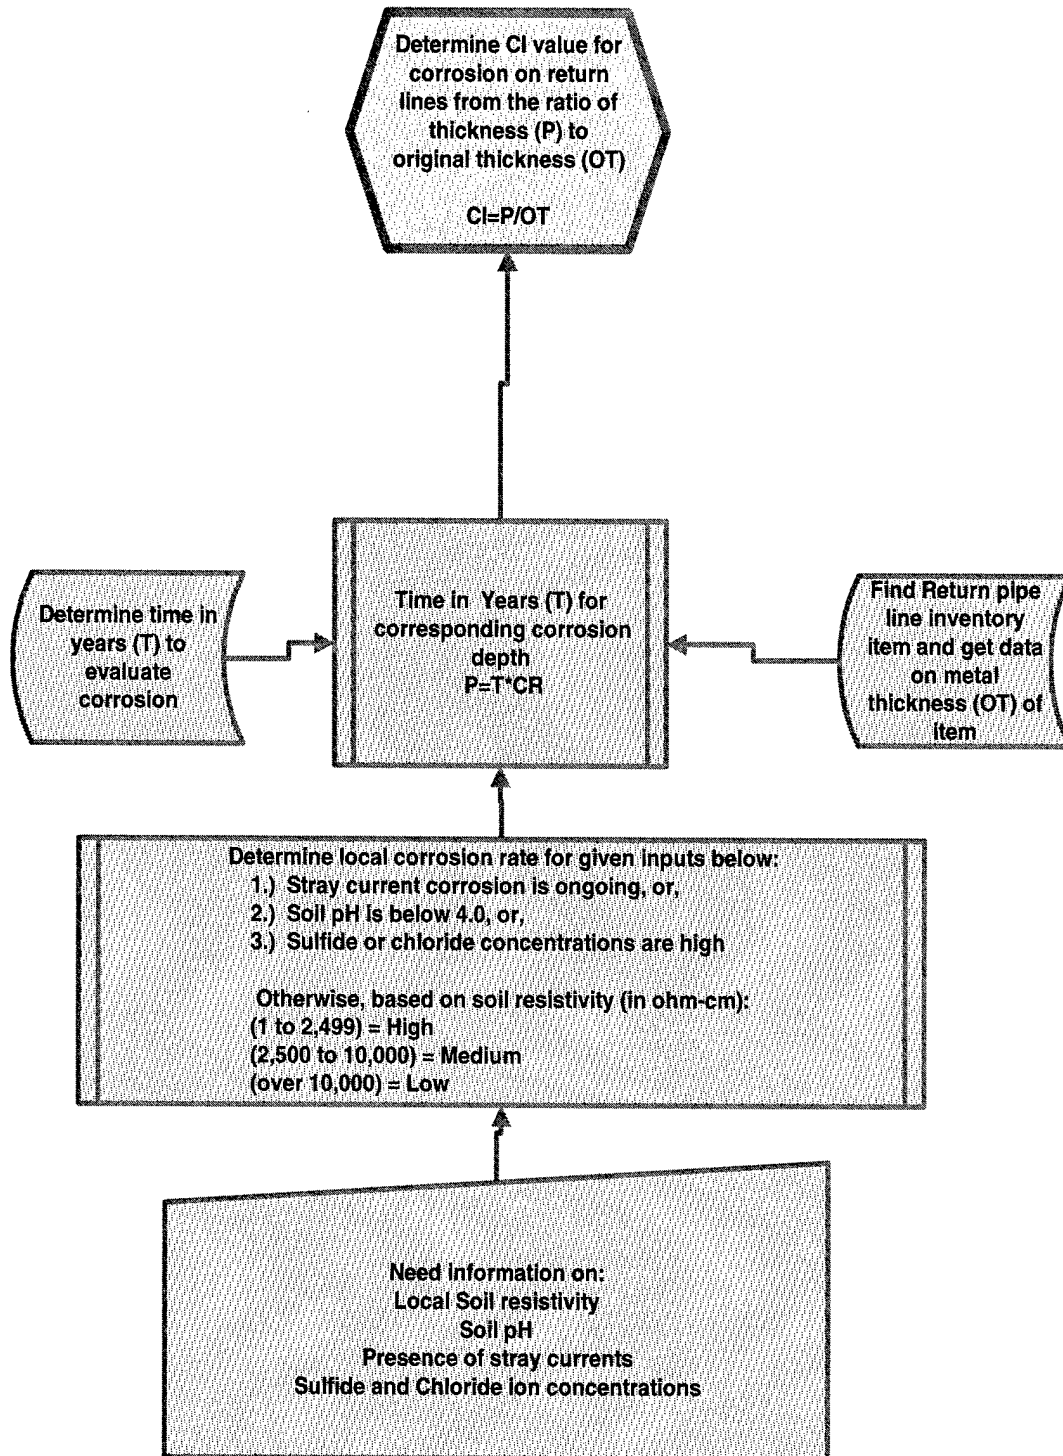 Determine CI value for
corrosion on return
lines from the ratio of
thickness (P) to
original thickness (OT)
CI=P/OT
Determine time in
years (T) to
evaluate
corrosion
Time in Years (T) for
corresponding corrosion
depth
P=T*CR
Find Return pipe
line inventory
item and get data
on metal
thickness (OT) of
item
Determine local corrosion rate for given inputs below:
1.) Stray current corrosion is ongoing, or,
2.) Soil pH is below 4.0, or,
3.) Sulfide or chloride concentrations are high
Otherwise, based on soil resistivity (in ohm-cm):
(1 to 2,499) = High
(2,500 to 10,000) = Medium
(over 10,000) = Low
Need information on:
Local Soil resistivity
Soil pH
Presence of stray currents
Sulfide and Chloride ion concentrations